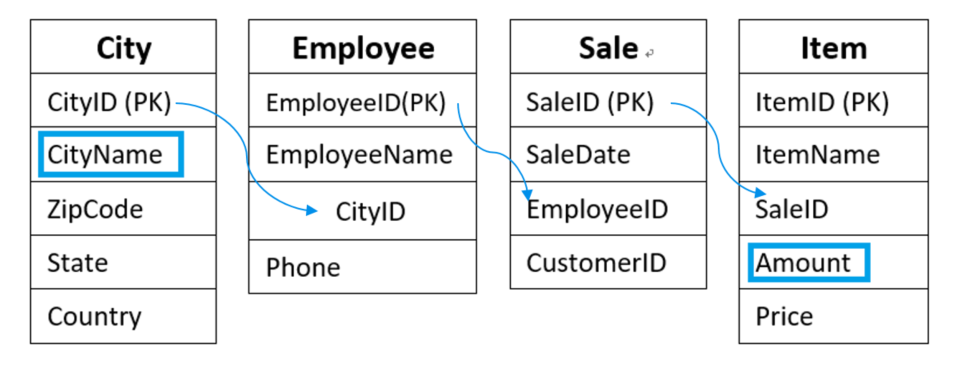 City
CityID (PK)
CityName
ZipCode
State
Country
Employee
EmployeeID(PK)
EmployeeName
CityID
Phone
Sale
SaleID (PK)
SaleDate
EmployeeID
CustomerID
Item
ItemID (PK)
ItemName
SaleID
Amount
Price